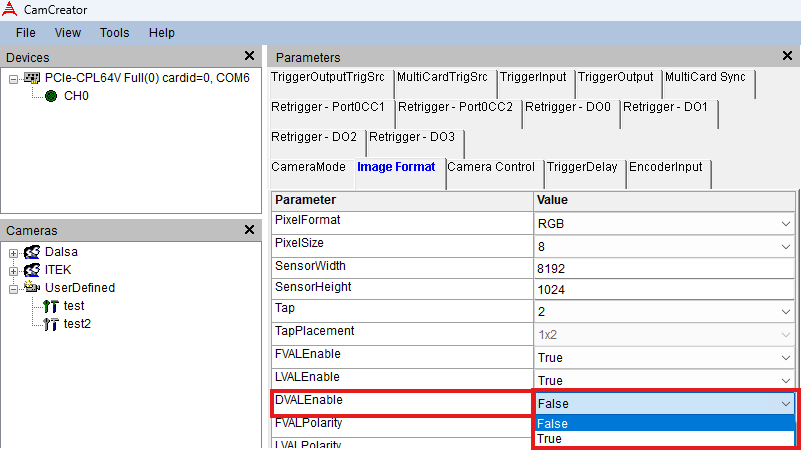 CamCreator
File View Tools Help
Devices
PCIe-CPL64V Full(0) cardid=0, COM6
CH0
Cameras
Dalsa
ITEK
UserDefined
test
test2
Parameters
TriggerOutputTrigSrc MultiCardTrigSrc TriggerInput TriggerOutput MultiCard Sync
Retrigger - Port0CC1 Retrigger - Port0CC2 Retrigger - DO0 Retrigger - DO1
Retrigger - DO2 Retrigger - DO3
CameraMode Image Format Camera Control TriggerDelay EncoderInput
Parameter Value
PixelFormat RGB
PixelSize 8
SensorWidth 8192
SensorHeight 1024
Tap 2
TapPlacement 1x2
FVALEnable True
LVALEnable True
DVALEnable False
FVALPolarity False
LVALPolarity True